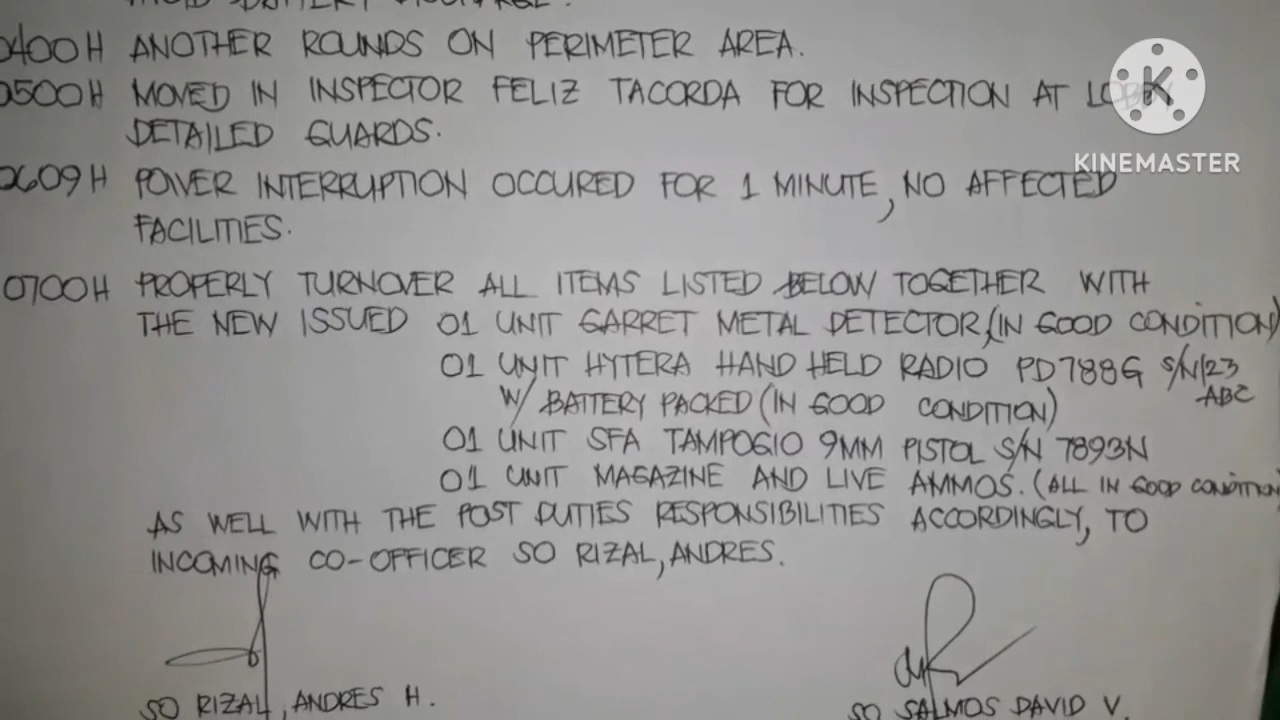 AVOID BATTERY DISCHARGE.
0400H ANOTHER ROUNDS ON PERIMETER AREA.
0500H MOVED IN INSPECTOR FELIZ TACORDA FOR INSPECTION AT LOBBY
DETAILED GUARDS.
0609H POWER INTERRUPTION OCCURED FOR 1 MINUTE, NO AFFECTED
FACILITIES.
0700H PROPERLY TURNOVER ALL ITEMS LISTED BELOW TOGETHER WITH
THE NEW ISSUED 01 UNIT GARRET METAL DETECTOR, (IN GOOD CONDITION)
01 UNIT HYTERA HAND HELD RADIO PD788G S/N 123
ABC
W/ BATTERY PACKED (IN GOOD CONDITION)
01 UNIT SFA TAMPOGIO 9MM PISTOL S/N 7893N
01 UNIT MAGAZINE AND LIVE AMMOS. (ALL IN GOOD CONDITION)
AS WELL WITH THE POST DUTIES RESPONSIBILITIES ACCORDINGLY, TO
INCOMING CO-OFFICER SO RIZAL, ANDRES.
SO RIZAL, ANDRES H.
SO SALMOS DAVID V.
K
KINEMASTER